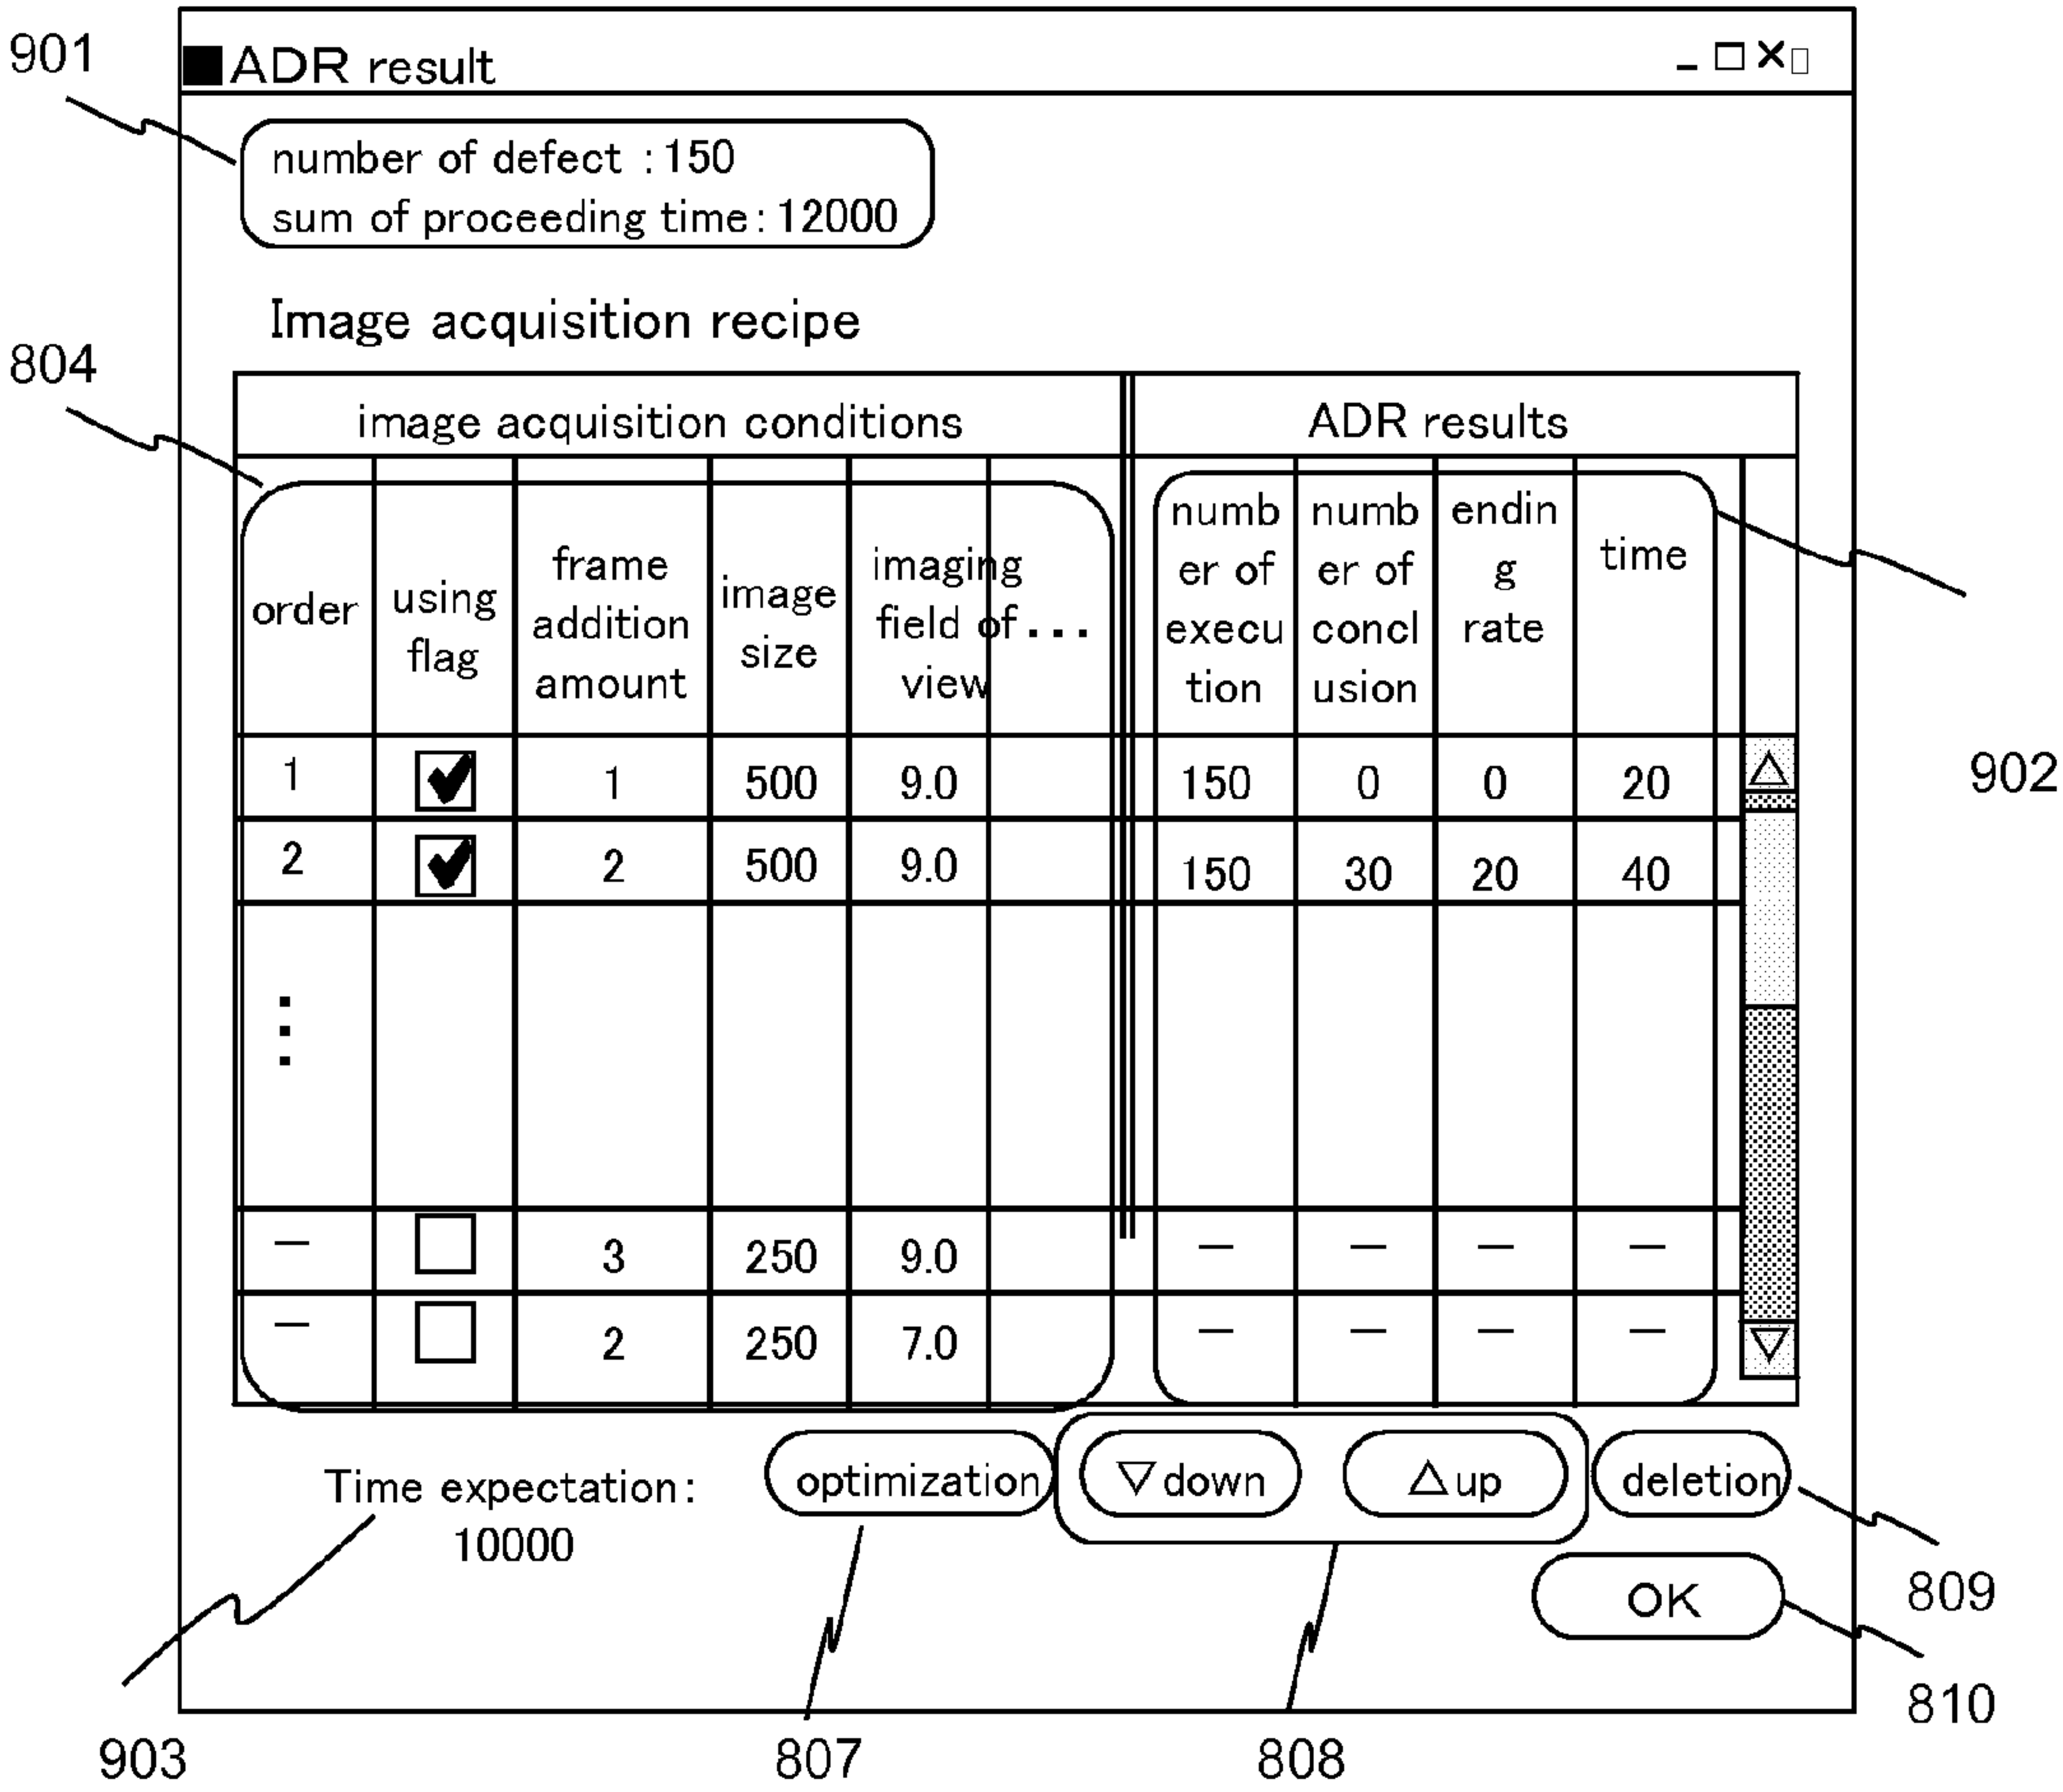 901
ADR result
number of defect :150
sum of proceeding time: 12000
Image acquisition recipe
804
image acquisition conditions
ADR results
order
using
flag
frame
addition
amount
image
size
imaging
field of
view
...
numb
er of
execu
tion
numb
er of
concl
usion
endin
g
rate
time
902
1 1 500 9.0 150 0 0 20
2 2 500 9.0 150 30 20 40
— 3 250 9.0 — — — —
— 2 250 7.0 — — — —
Time expectation:
10000
optimization
▽down
△up
deletion
OK
809
810
903
807
808